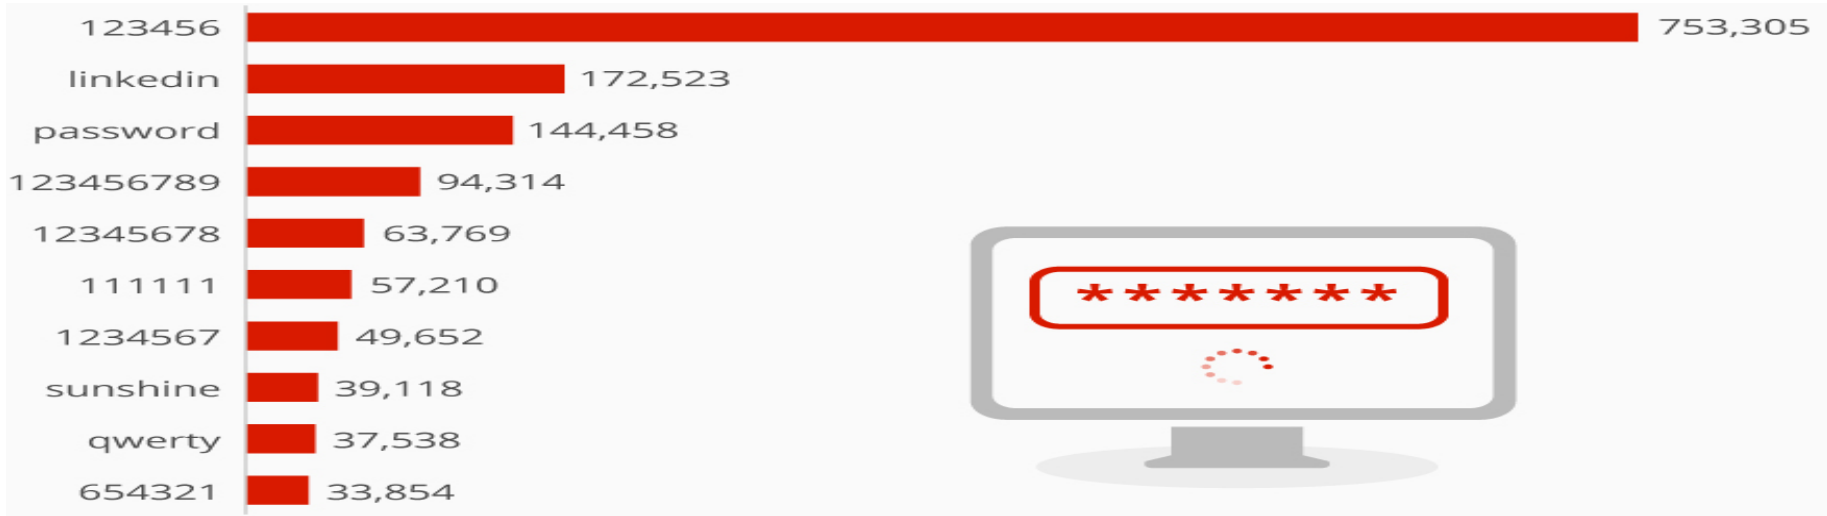 123456 753,305
linkedin 172,523
password 144,458
123456789 94,314
12345678 63,769
111111 57,210
1234567 49,652
sunshine 39,118
qwerty 37,538
654321 33,854
*******